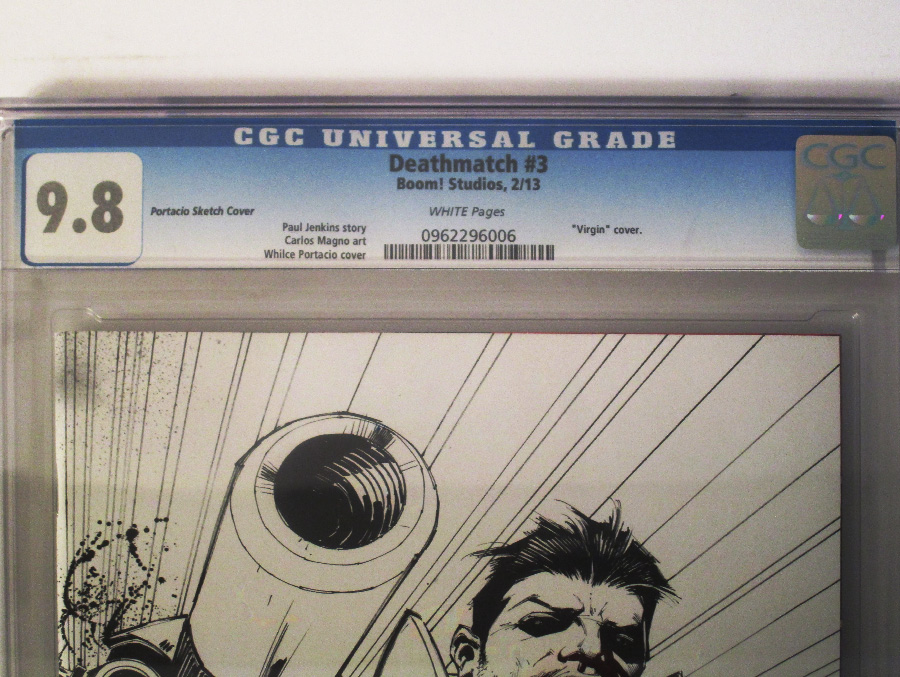 CGC UNIVERSAL GRADE
9.8
Deathmatch #3
Boom! Studios, 2/13
CGC
Portacio Sketch Cover
WHITE Pages
Paul Jenkins story
Carlos Magno art
Whilce Portacio cover
0962296006
"Virgin" cover.